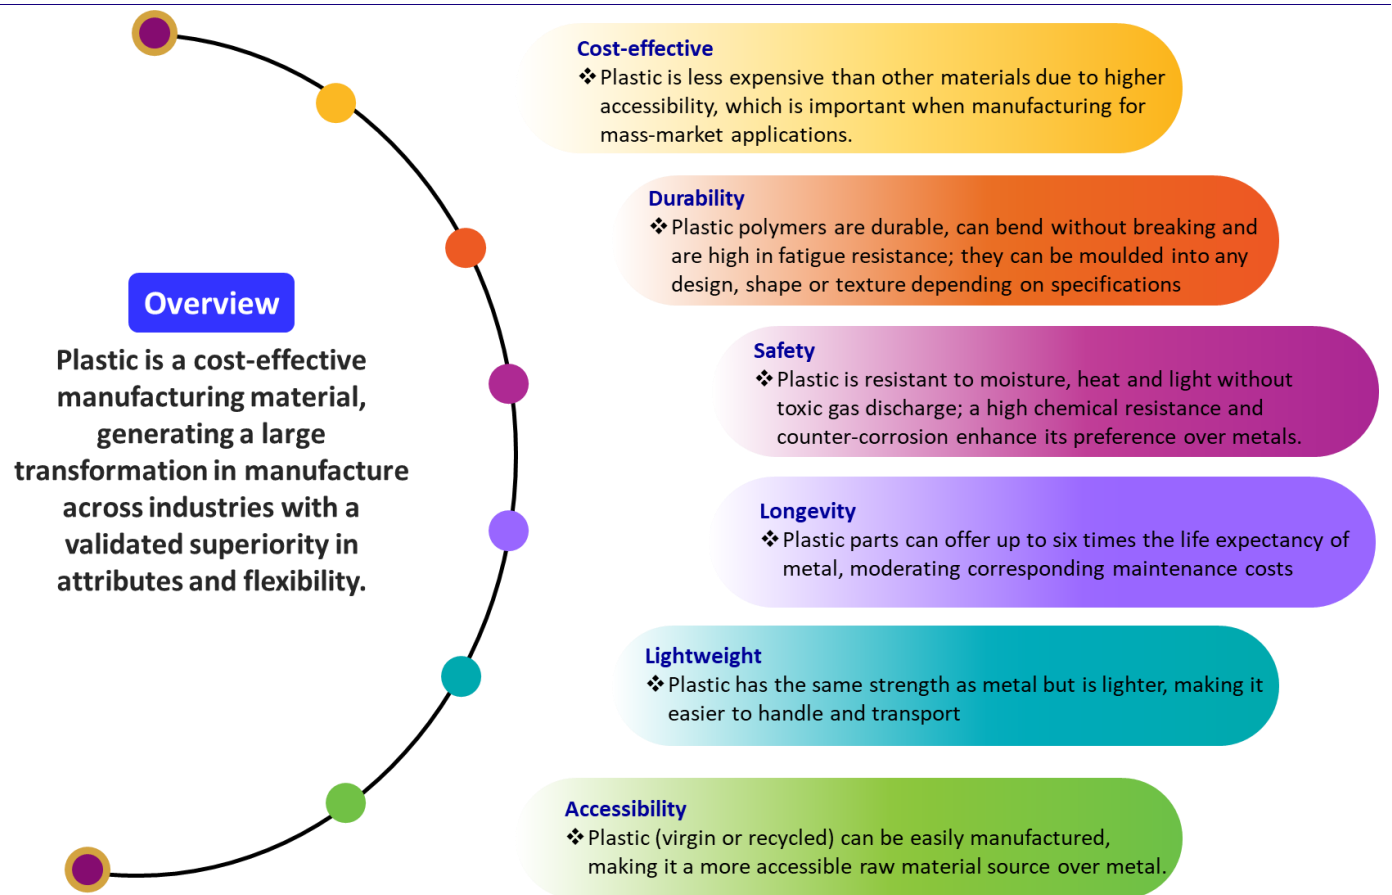 Cost-effective
❖ Plastic is less expensive than other materials due to higher
accessibility, which is important when manufacturing for
mass-market applications.
Durability
❖ Plastic polymers are durable, can bend without breaking and
are high in fatigue resistance; they can be moulded into any
design, shape or texture depending on specifications
Overview
Plastic is a cost-effective
manufacturing material,
generating a large
transformation in manufacture
across industries with a
validated superiority in
attributes and flexibility.
Safety
❖ Plastic is resistant to moisture, heat and light without
toxic gas discharge; a high chemical resistance and
counter-corrosion enhance its preference over metals.
Longevity
❖ Plastic parts can offer up to six times the life expectancy of
metal, moderating corresponding maintenance costs
Lightweight
❖ Plastic has the same strength as metal but is lighter, making it
easier to handle and transport
Accessibility
❖ Plastic (virgin or recycled) can be easily manufactured,
making it a more accessible raw material source over metal.